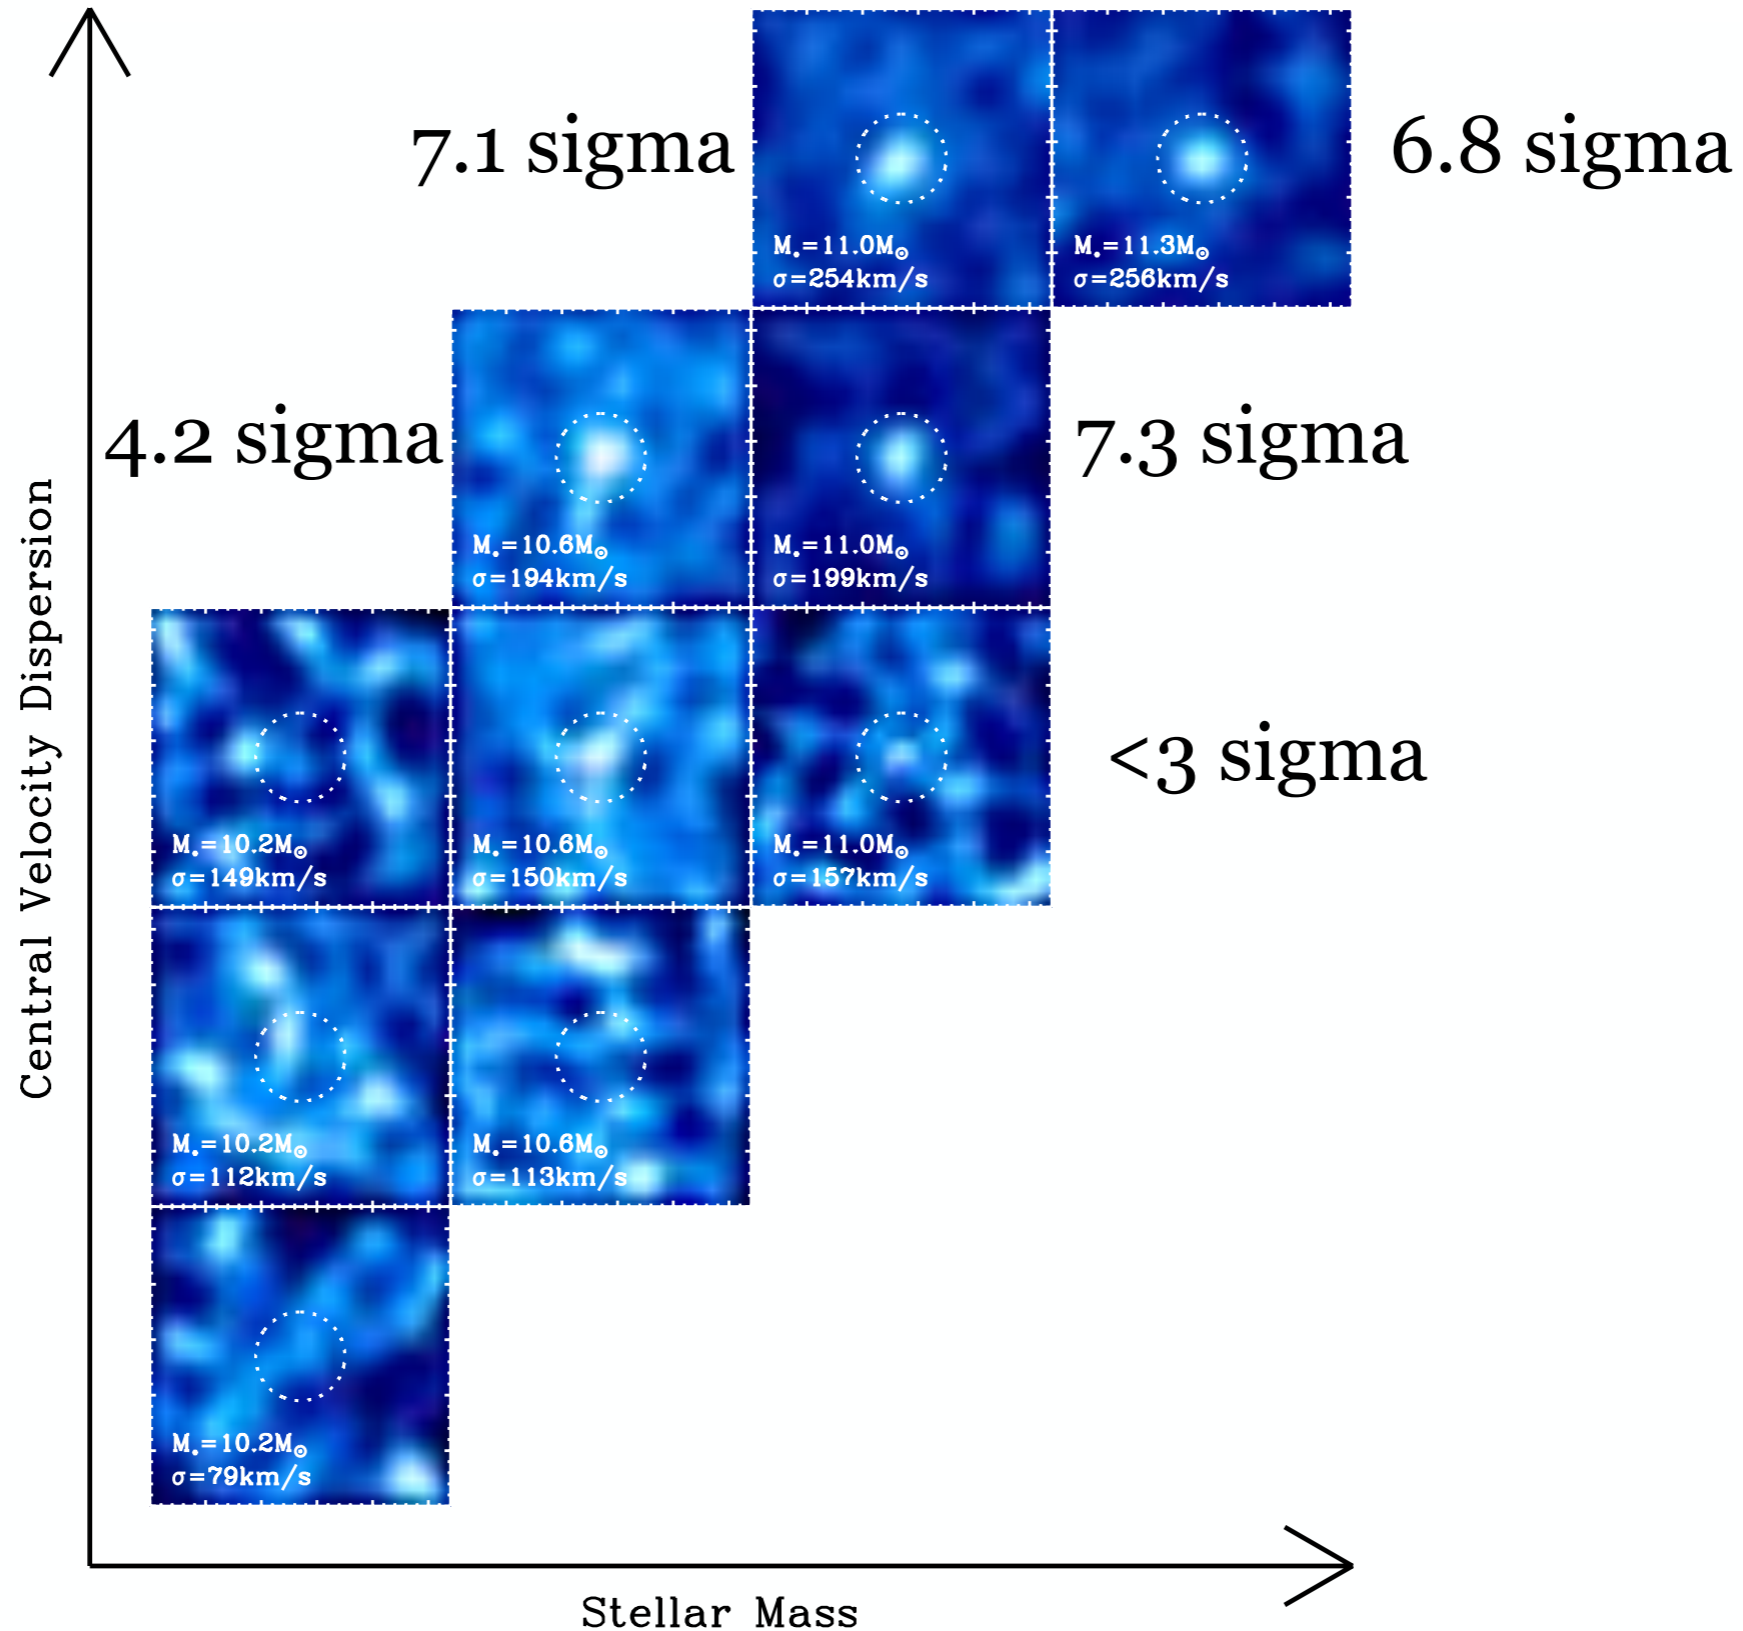 7.1 sigma
M*=11.0M⊙
σ=254km/s
M*=11.3M⊙
σ=256km/s
6.8 sigma
4.2 sigma
M*=10.6M⊙
σ=194km/s
M*=11.0M⊙
σ=199km/s
7.3 sigma
M*=10.2M⊙
σ=149km/s
M*=10.6M⊙
σ=150km/s
M*=11.0M⊙
σ=157km/s
<3 sigma
M*=10.2M⊙
σ=112km/s
M*=10.6M⊙
σ=113km/s
M*=10.2M⊙
σ=79km/s
Central Velocity Dispersion
Stellar Mass